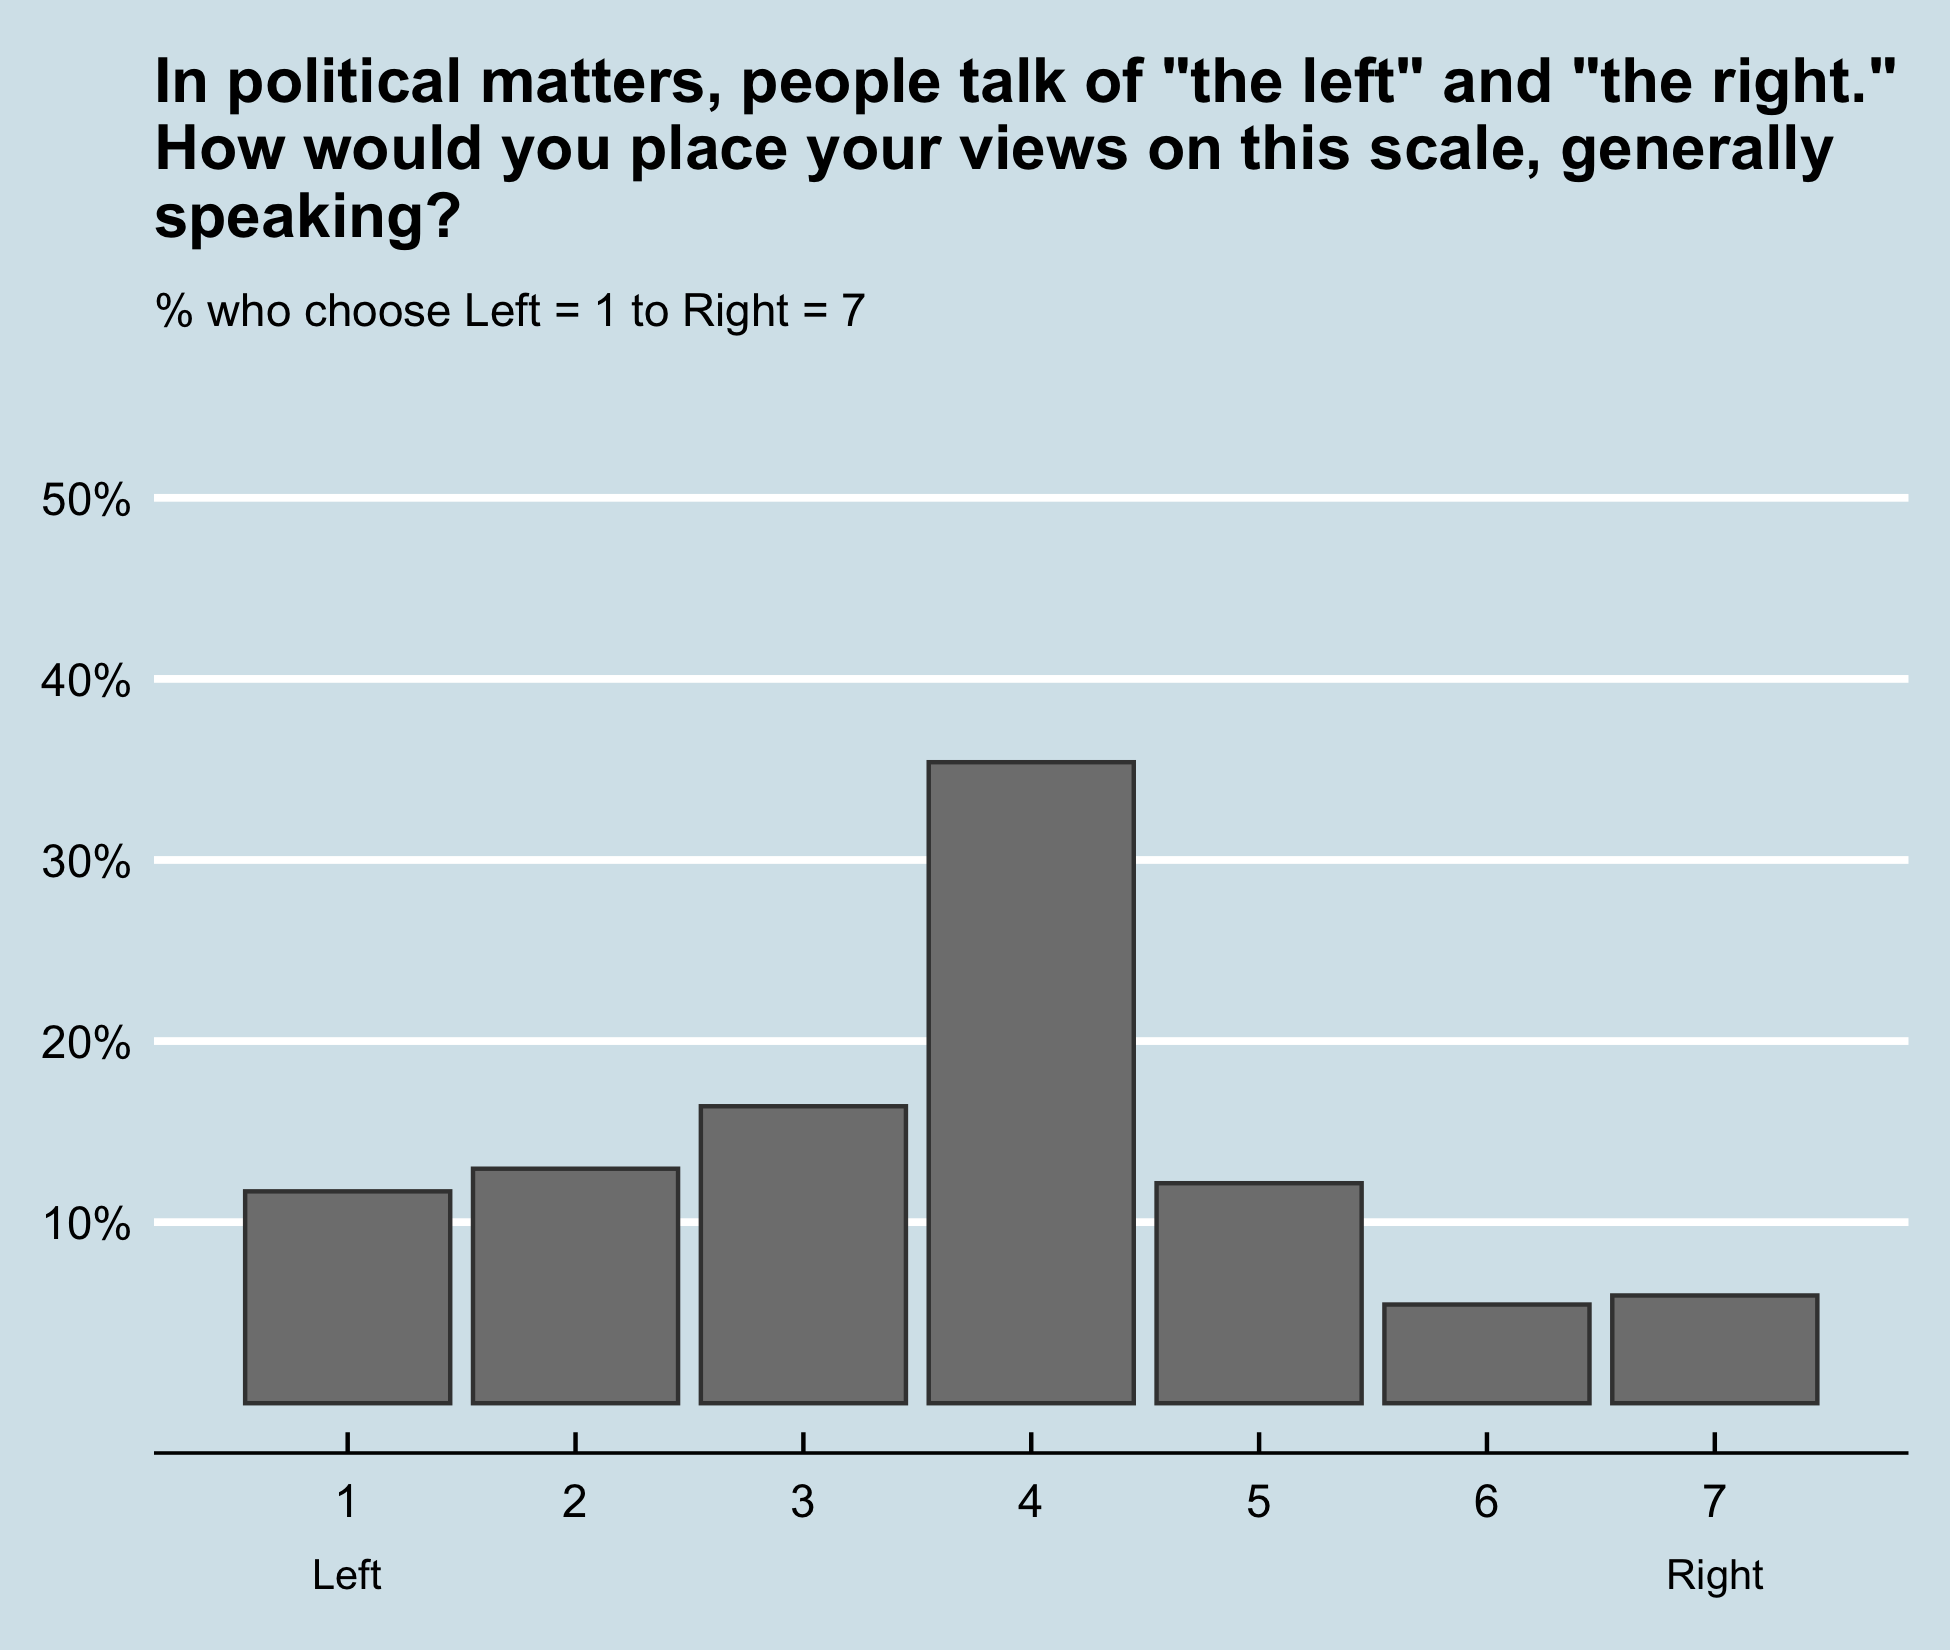 In political matters, people talk of "the left" and "the right."
How would you place your views on this scale, generally
speaking?
% who choose Left = 1 to Right = 7
50%
40%
30%
20%
10%
1 2 3 4 5 6 7
Left Right